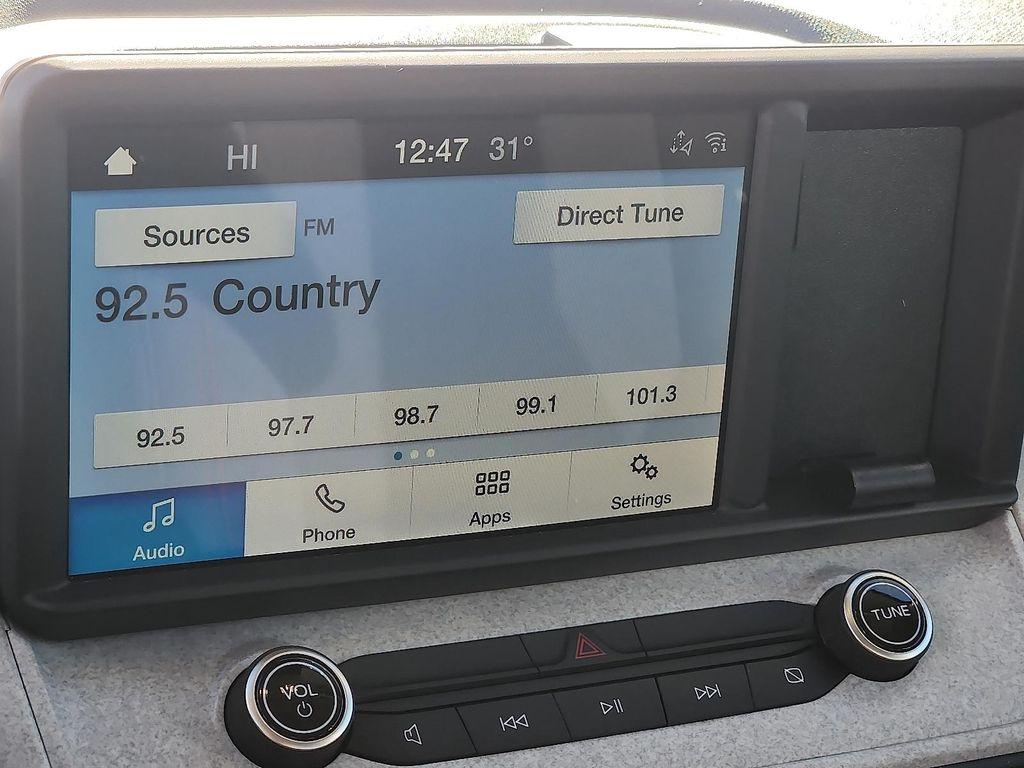 HI 12:47 31°
Sources FM Direct Tune
92.5 Country
92.5 97.7 98.7 99.1 101.3
Audio Phone Apps Settings
TUNE
VOL